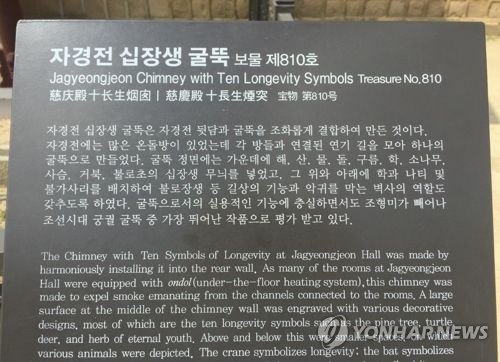 자경전 십장생 굴뚝 보물 제810호
Jagyeongjeon Chimney with Ten Longevity Symbols Treasure No.810
慈庆殿十长生烟囱 | 慈慶殿十長生煙突 宝物 第810号
자경전 십장생 굴뚝은 자경전 뒷담과 굴뚝을 조화롭게 결합하여 만든 것이다.
자경전에는 많은 온돌방이 있었는데 각 방들과 연결된 연기 길을 모아 하나의
굴뚝으로 만들었다. 굴뚝 정면에는 가운데에 해, 산, 물, 돌, 구름, 학, 소나무,
사슴, 거북, 불로초의 십장생 무늬를 넣었고, 그 위와 아래에 학과 나티 및
불가사리를 배치하여 불로장생 등 길상의 기능과 악귀를 막는 벽사의 역할도
갖추도록 하였다. 굴뚝으로서의 실용적인 기능에 충실하면서도 조형미가 빼어나
조선시대 궁궐 굴뚝 중 가장 뛰어난 작품으로 평가 받고 있다.
The Chimney with Ten Symbols of Longevity at Jagyeongjeon Hall was made by
harmoniously installing it into the rear wall. As many of the rooms at Jagyeongjeon
Hall were equipped with ondol(under-the-floor heating system),this chimney was
made to expel smoke emanating from the channels connected to the rooms. A large
surface at the middle of the chimney wall was engraved with various decorative
designs, most of which are the ten longevity symbols such as the pine tree, turtle,
deer, and herb of eternal youth. Above and below this were smaller spaces, on which
various animals were depicted. The crane symbolizes longevity; the bat symbolizes
YONHAP NEWS